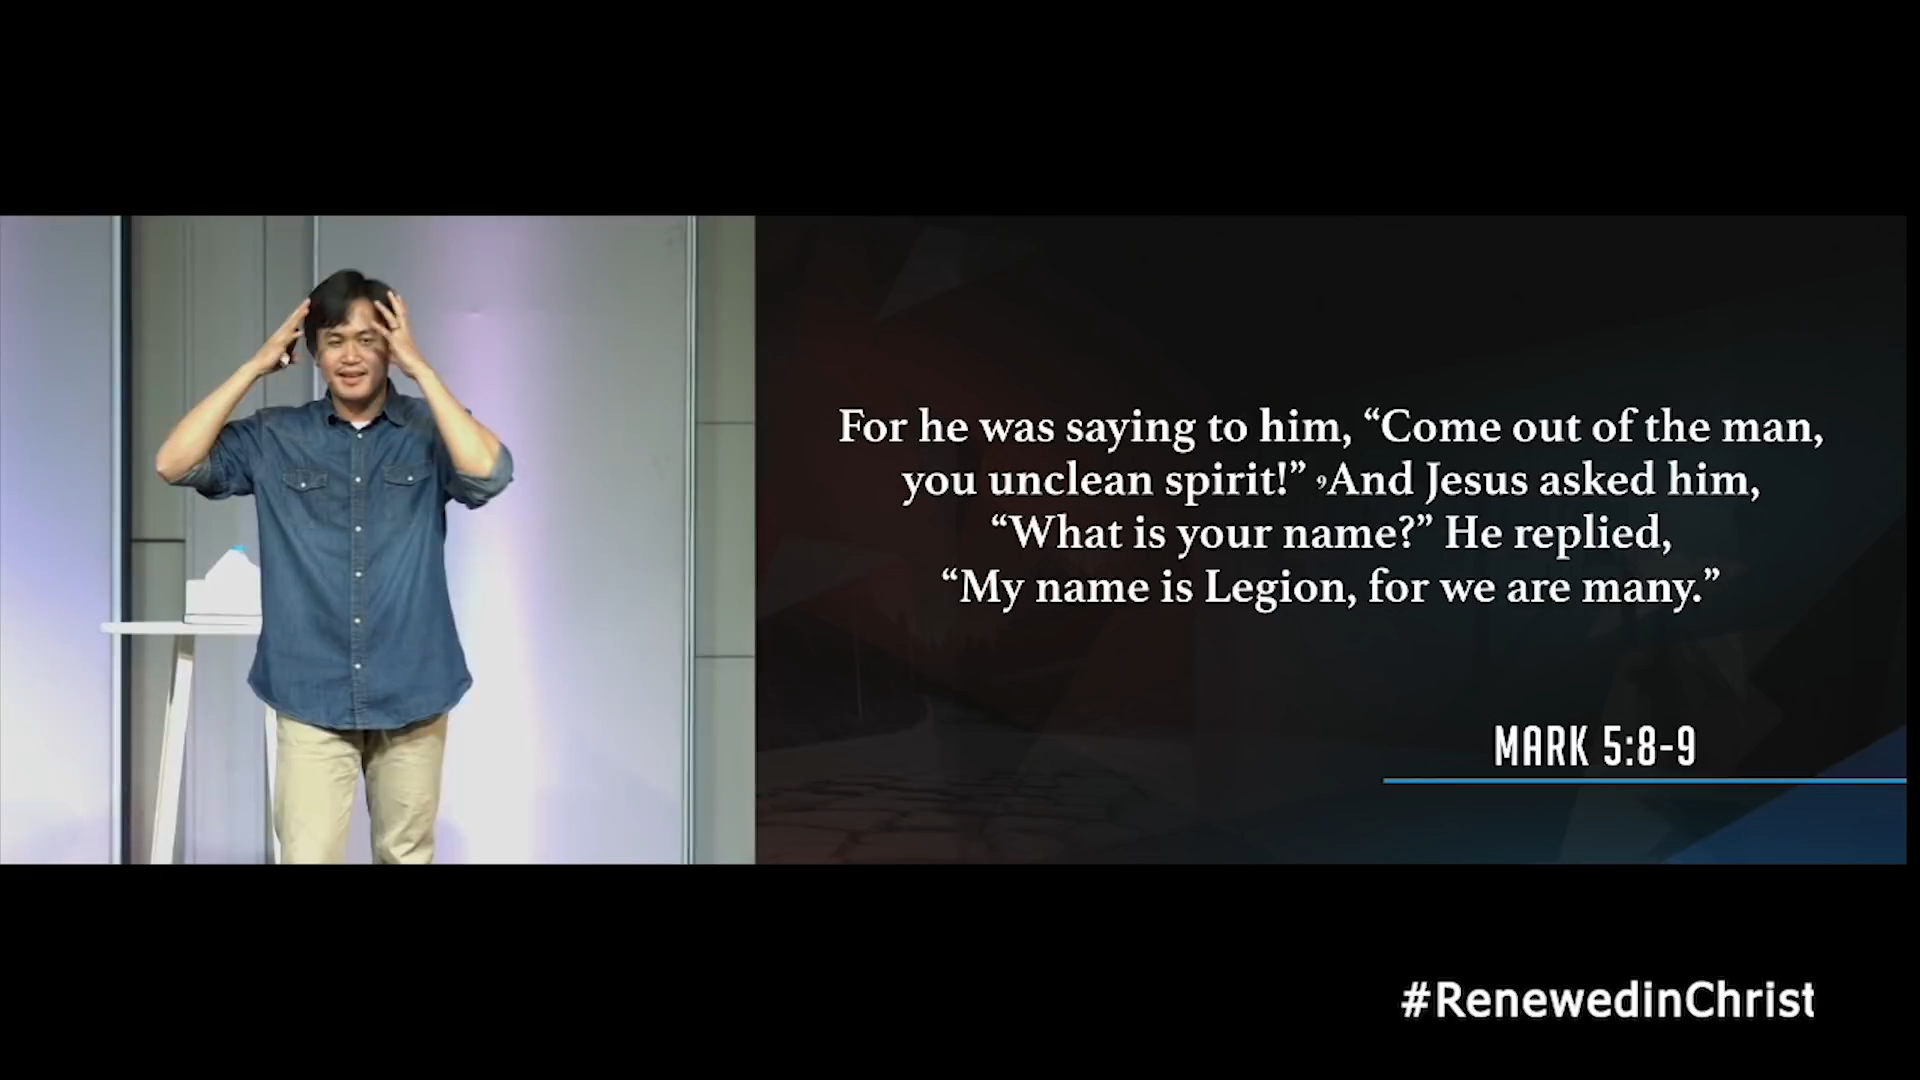 For he was saying to him, “Come out of the man,
you unclean spirit!” 9And Jesus asked him,
“What is your name?” He replied,
“My name is Legion, for we are many.”
MARK 5:8-9
#RenewedinChrist